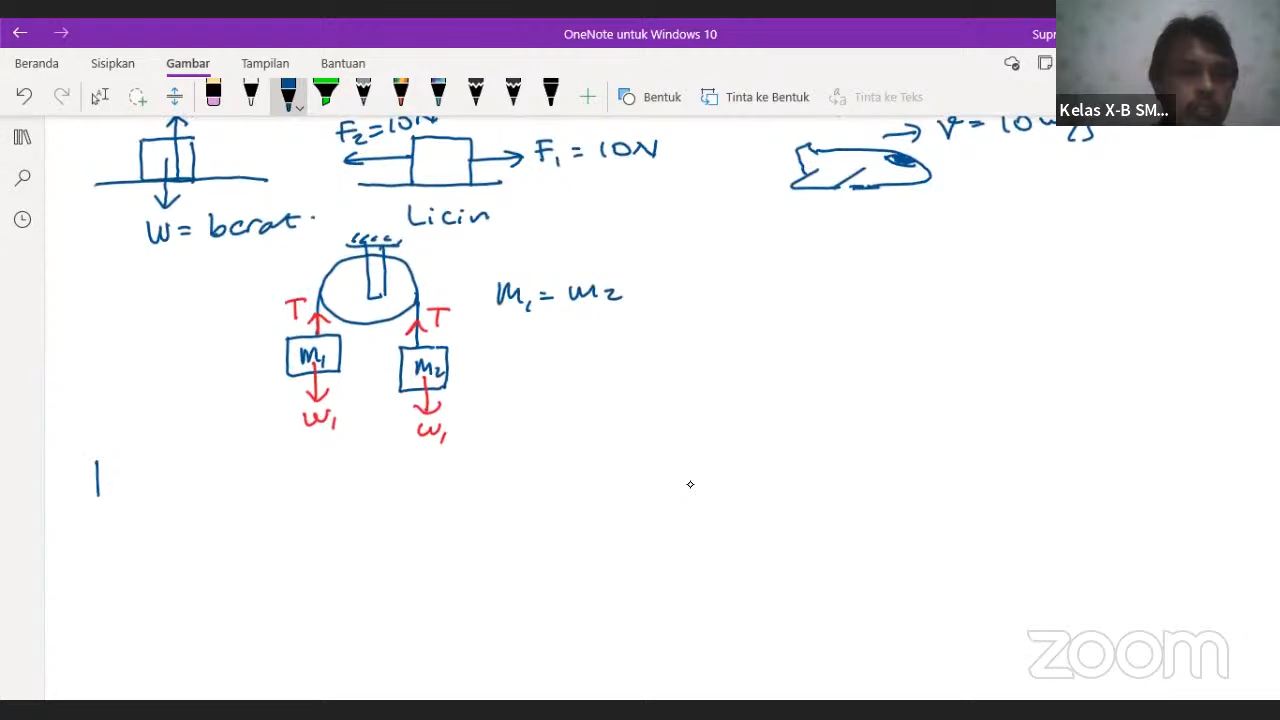 OneNote untuk Windows 10
Beranda Sisipkan Gambar Tampilan Bantuan
Bentuk Tinta ke Bentuk Tinta ke Teks
Kelas X-B SM...
F₂=10N
F₁ = 10N
V = 10 m/s
W = berat
Licin
T T
m₁ = m₂
m₁ m₂
w₁ w₁
zoom